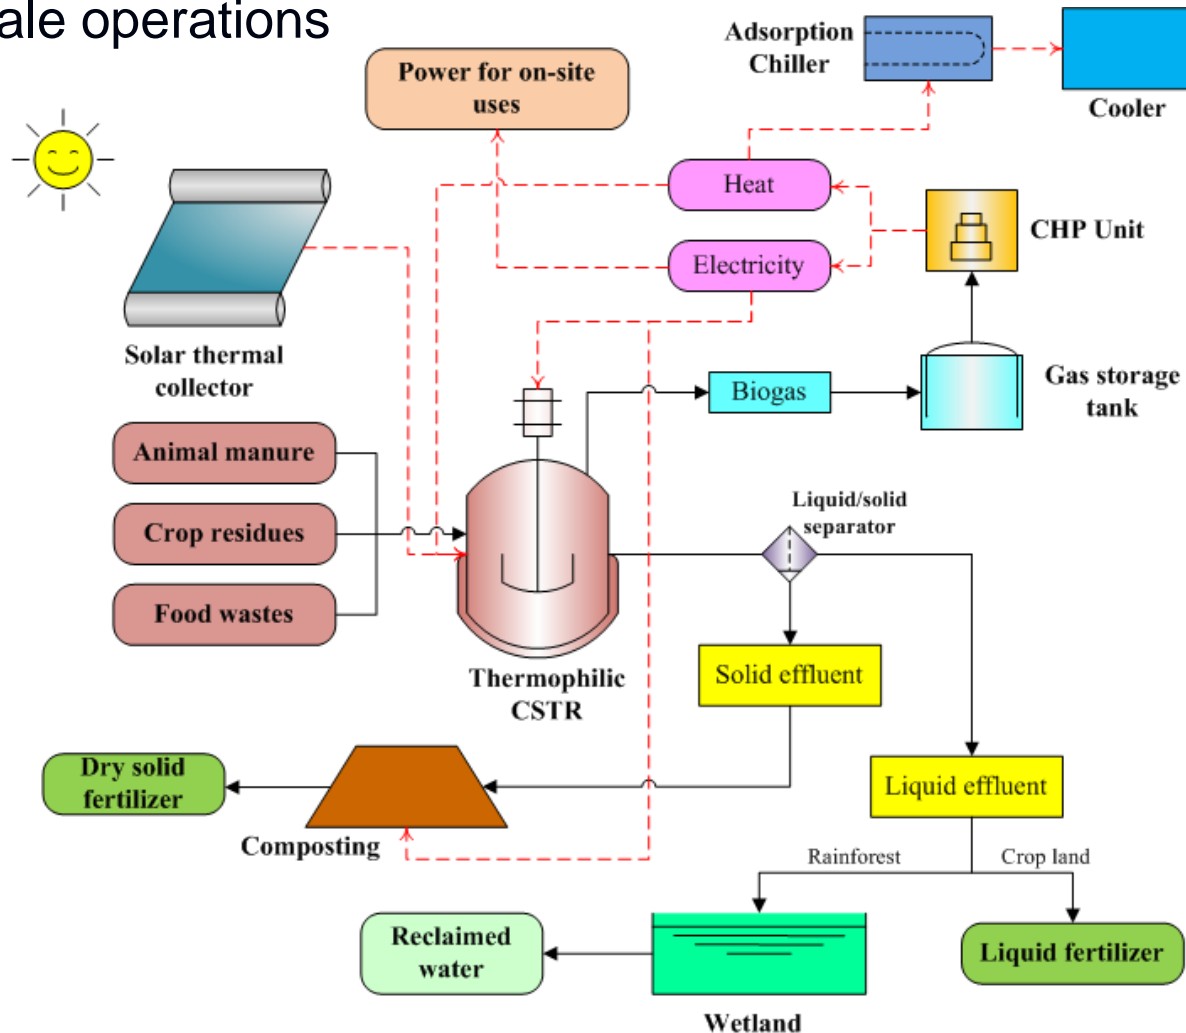 ale operations
Adsorption
Chiller
Cooler
Power for on-site
uses
Heat
Electricity
CHP Unit
Solar thermal
collector
Biogas
Gas storage
tank
Animal manure
Crop residues
Food wastes
Liquid/solid
separator
Thermophilic
CSTR
Solid effluent
Dry solid
fertilizer
Composting
Liquid effluent
Rainforest
Crop land
Reclaimed
water
Wetland
Liquid fertilizer